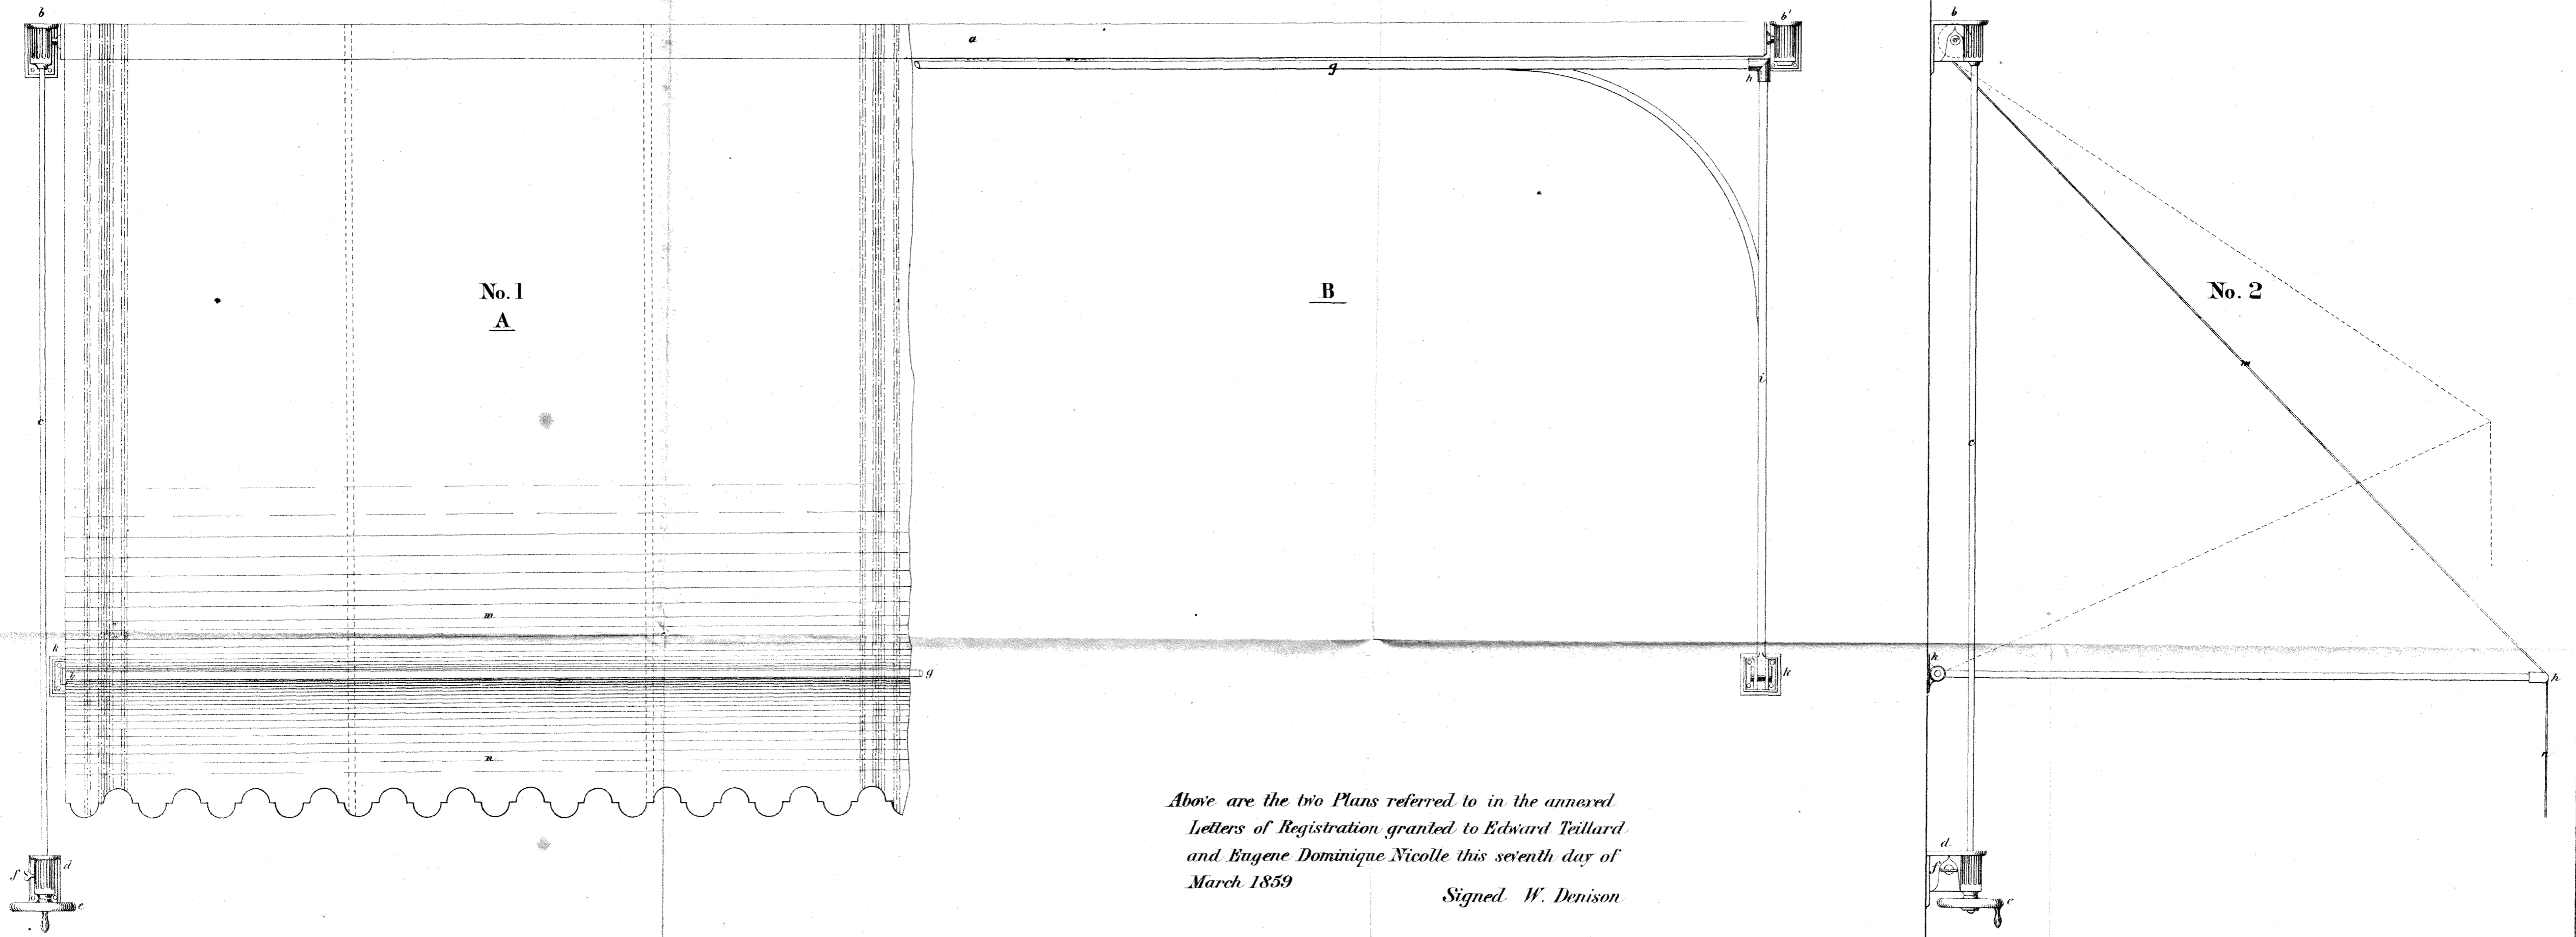 b
a
b'
b
g
h
No. 1
A
B
No. 2
i
m
c
c
m
k
h
i
g
k
h
n
n
Above are the two Plans referred to in the annexed
Letters of Registration granted to Edward Teillard
and Eugene Dominique Nicolle this seventh day of
March 1859
Signed W. Denison
d
f
e
d
f
e